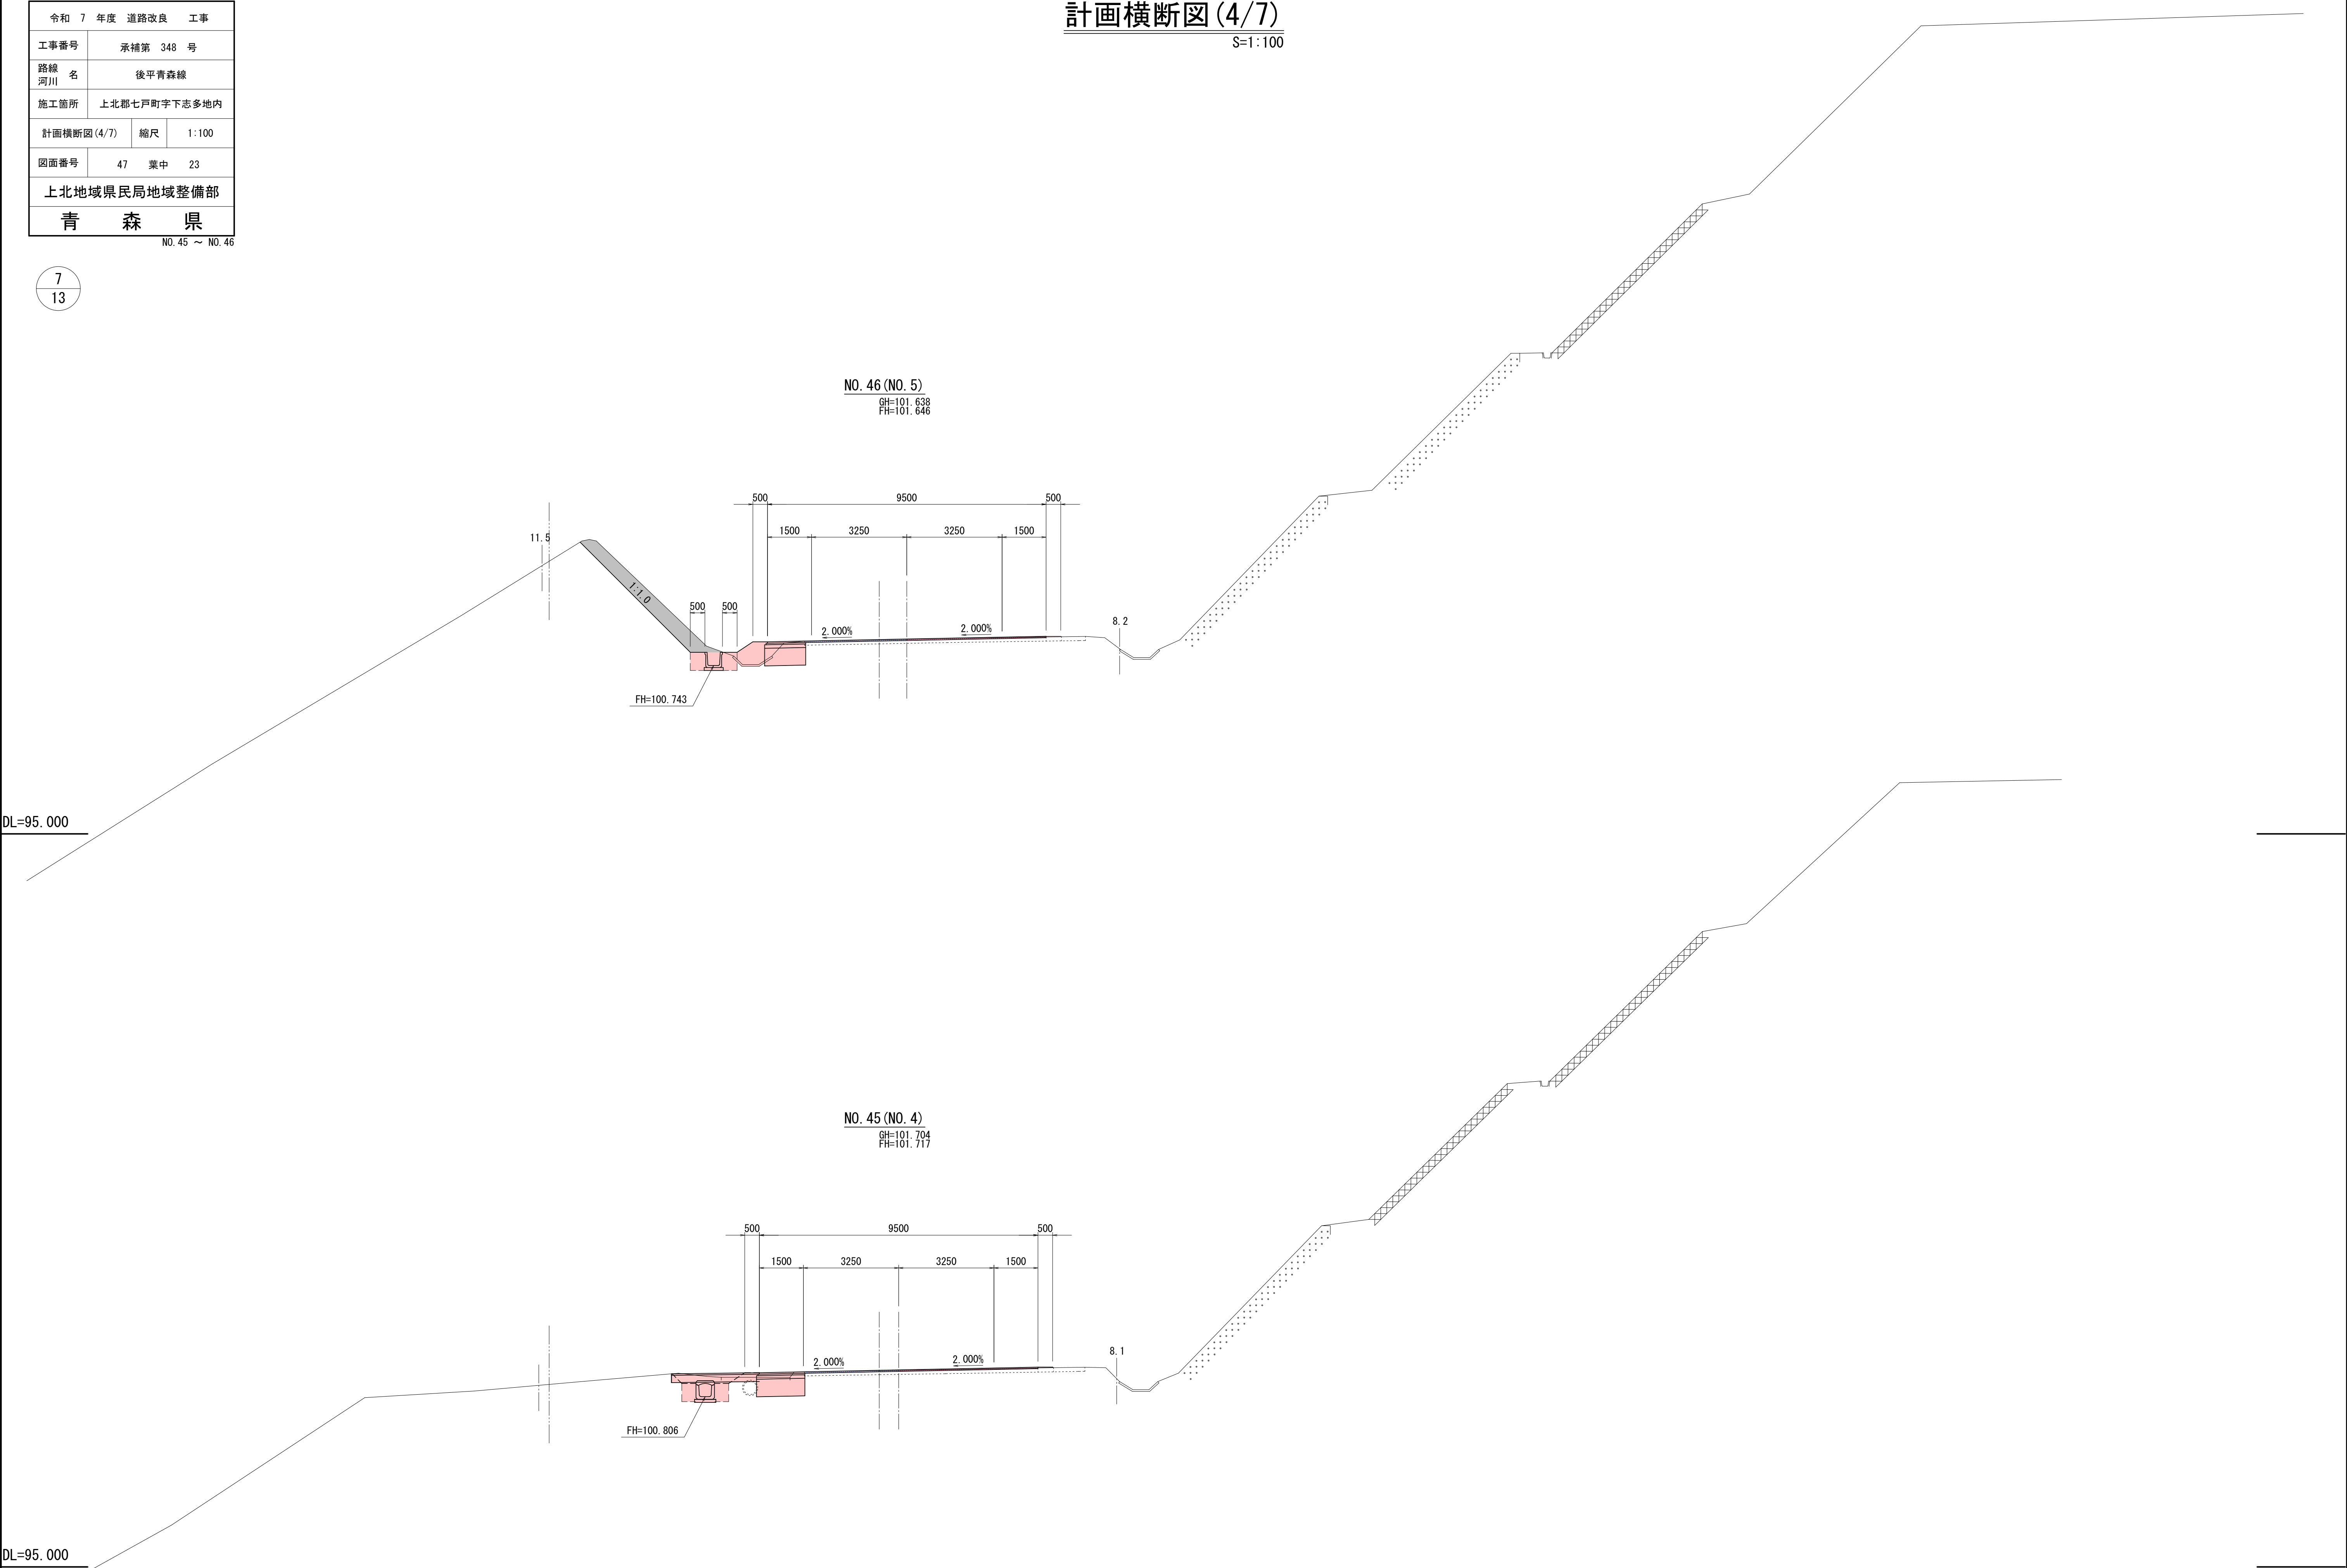 計画横断図(4/7)
S=1:100
令和 7 年度 道路改良 工事
工事番号 承補第 348 号
路線
河川 名 後平青森線
施工箇所 上北郡七戸町字下志多地内
計画横断図(4/7) 縮尺 1:100
図面番号 47 葉中 23
上北地域県民局地域整備部
青森県
NO.45 ～ NO.46
7
13
NO.46(NO.5)
GH=101.638
FH=101.646
500 9500 500
1500 3250 3250 1500
11.5
1:1.0
500 500
2.000% 2.000%
8.2
FH=100.743
DL=95.000
NO.45(NO.4)
GH=101.704
FH=101.717
500 9500 500
1500 3250 3250 1500
2.000% 2.000%
8.1
FH=100.806
DL=95.000